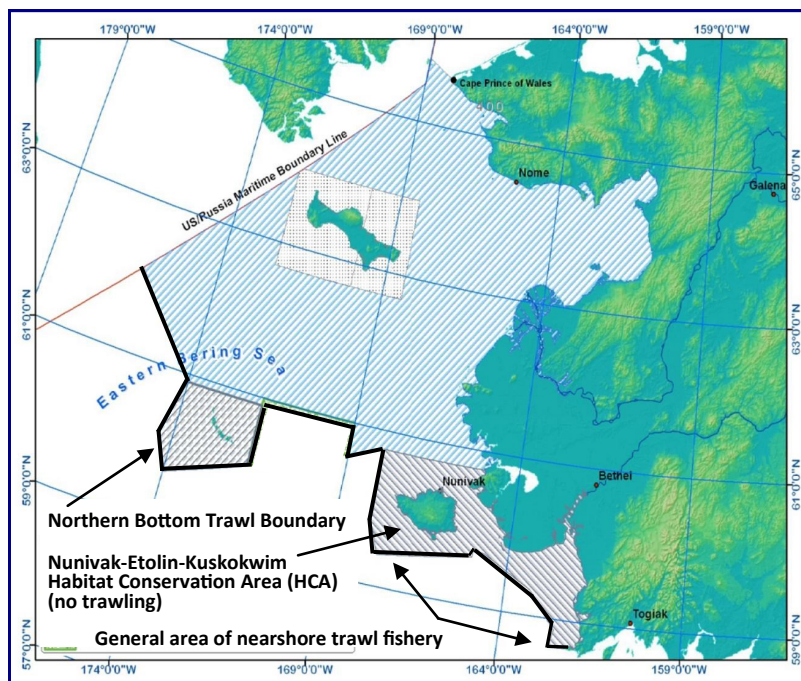 179°0'0"W
174°0'0"W
169°0'0"W
164°0'0"W
159°0'0"W
Cape Prince of Wales
US/Russia Maritime Boundary Line
Nome
Galena
63°0'0"N
65°0'0"N
61°0'0"N
63°0'0"N
Eastern Bering Sea
59°0'0"N
61°0'0"N
Nunivak
Bethel
Northern Bottom Trawl Boundary
Nunivak-Etolin-Kuskokwim
Habitat Conservation Area (HCA)
(no trawling)
Togiak
General area of nearshore trawl fishery
57°0'0"N
59°0'0"N
174°0'0"W
169°0'0"W
164°0'0"W
159°0'0"W